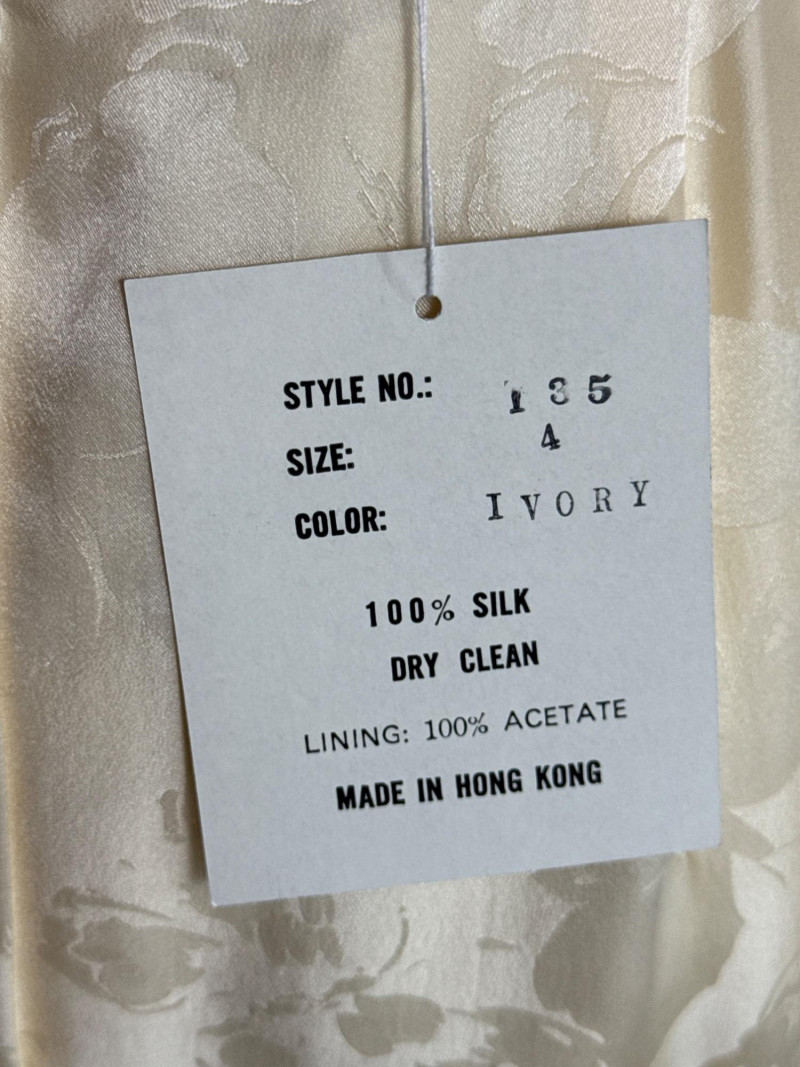 STYLE NO.: 135
SIZE: 4
COLOR: IVORY
100% SILK
DRY CLEAN
LINING: 100% ACETATE
MADE IN HONG KONG